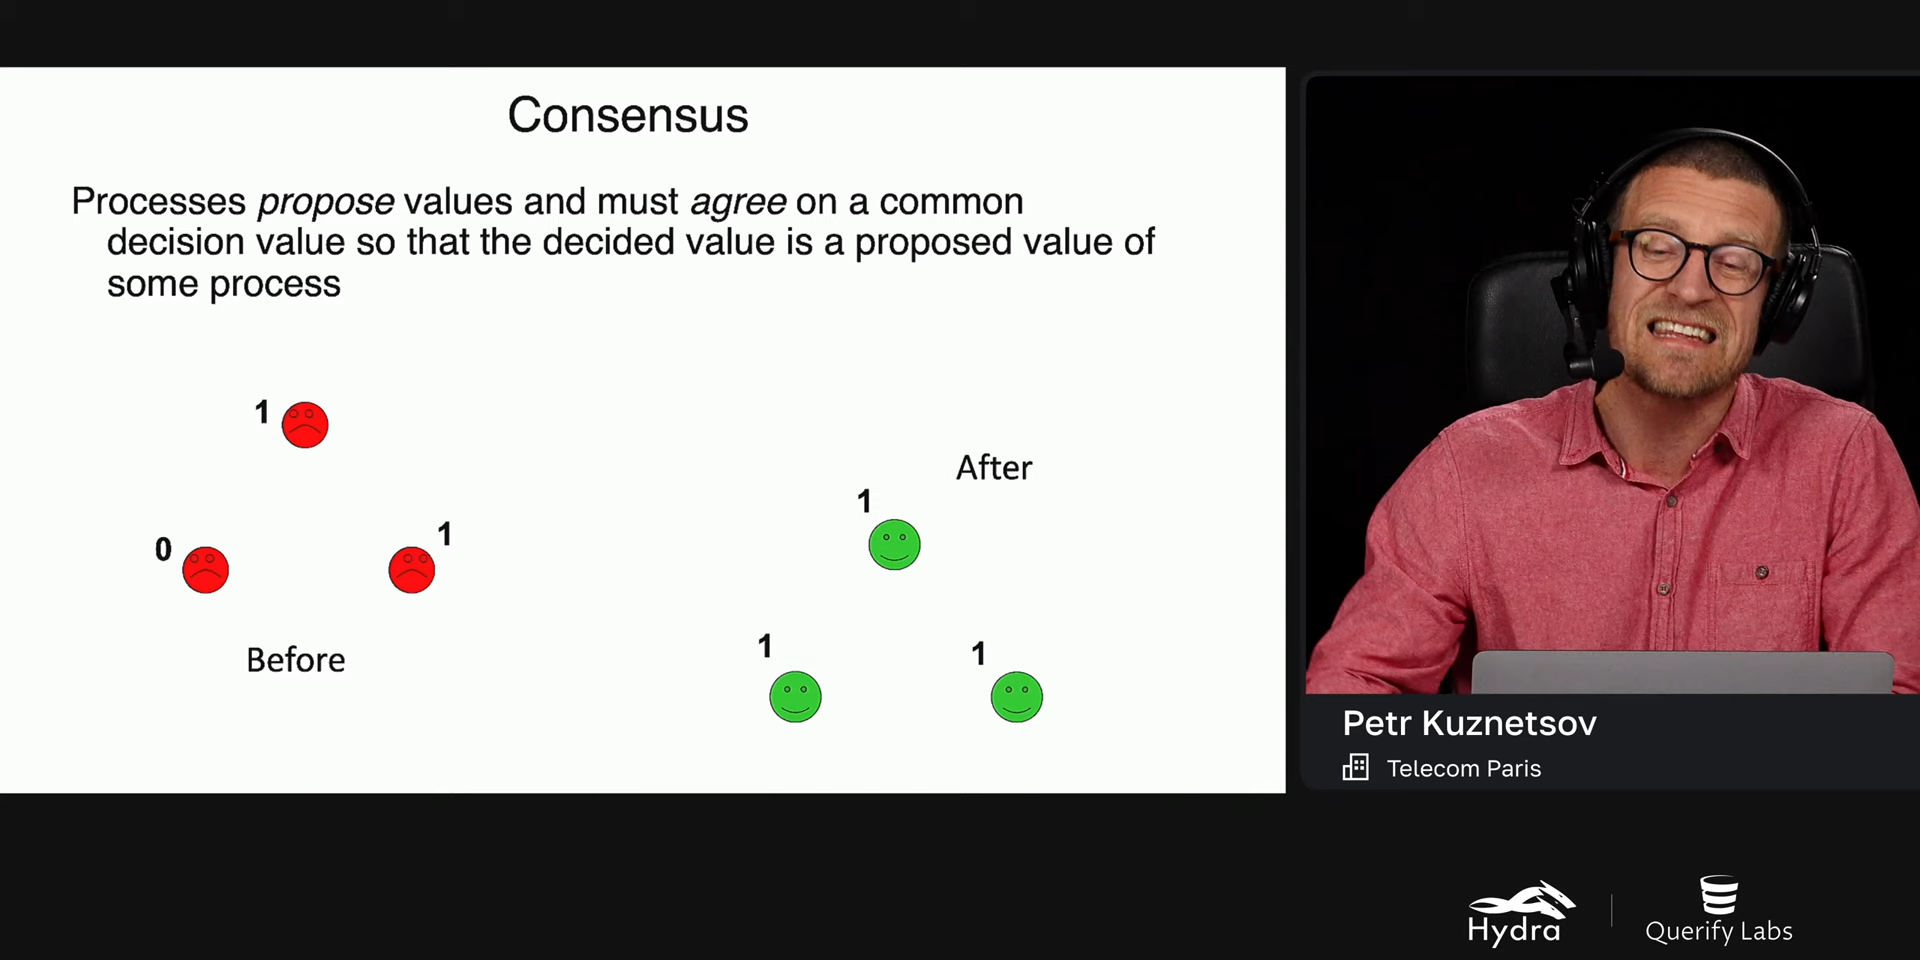 Consensus
Processes propose values and must agree on a common
decision value so that the decided value is a proposed value of
some process
1
0
1
Before
After
1
1
1
Petr Kuznetsov
Telecom Paris
Hydra
Querify Labs